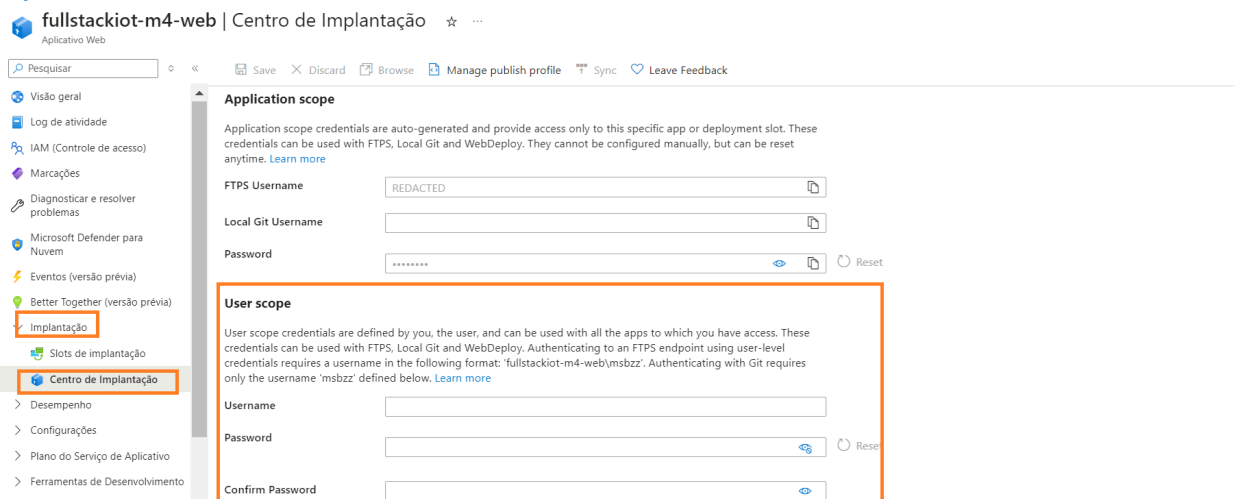 fullstackiot-m4-web | Centro de Implantação
Aplicativo Web
Pesquisar
Save
Discard
Browse
Manage publish profile
Sync
Leave Feedback
Visão geral
Log de atividade
IAM (Controle de acesso)
Marcações
Diagnosticar e resolver
problemas
Microsoft Defender para
Nuvem
Eventos (versão prévia)
Better Together (versão prévia)
Implantação
Slots de implantação
Centro de Implantação
Desempenho
Configurações
Plano do Serviço de Aplicativo
Ferramentas de Desenvolvimento
Application scope
Application scope credentials are auto-generated and provide access only to this specific app or deployment slot. These
credentials can be used with FTPS, Local Git and WebDeploy. They cannot be configured manually, but can be reset
anytime. Learn more
FTPS Username
REDACTED
Local Git Username
Password
••••••••
Reset
User scope
User scope credentials are defined by you, the user, and can be used with all the apps to which you have access. These
credentials can be used with FTPS, Local Git and WebDeploy. Authenticating to an FTPS endpoint using user-level
credentials requires a username in the following format: 'fullstackiot-m4-web\msbzz'. Authenticating with Git requires
only the username 'msbzz' defined below. Learn more
Username
Password
Reset
Confirm Password